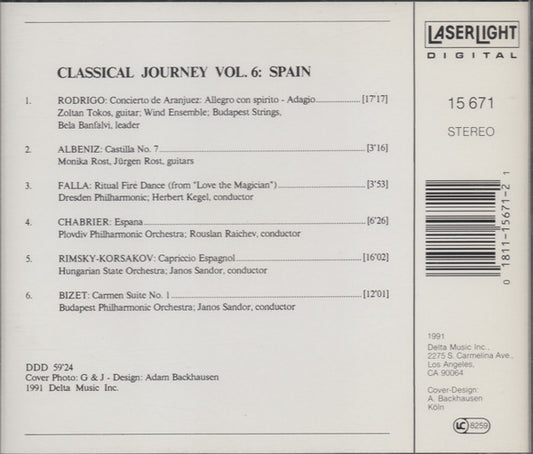 CLASSICAL JOURNEY VOL. 6: SPAIN
1. RODRIGO: Concierto de Aranjuez: Allegro con spirito - Adagio [17'17]
Zoltan Tokos, guitar; Wind Ensemble; Budapest Strings,
Bela Banfalvi, leader
2. ALBENIZ: Castilla No. 7 [3'16]
Monika Rost, Jürgen Rost, guitars
3. FALLA: Ritual Fire Dance (from "Love the Magician") [3'53]
Dresden Philharmonic; Herbert Kegel, conductor
4. CHABRIER: Espana [6'26]
Plovdiv Philharmonic Orchestra; Rouslan Raichev, conductor
5. RIMSKY-KORSAKOV: Capriccio Espagnol [16'02]
Hungarian State Orchestra; Janos Sandor, conductor
6. BIZET: Carmen Suite No. 1 [12'01]
Budapest Philharmonic Orchestra; Janos Sandor, conductor
DDD 59'24
Cover Photo: G & J - Design: Adam Backhausen
1991 Delta Music Inc.
LASERLIGHT
DIGITAL
15 671
STEREO
0 1811-15671-2 1
1991
Delta Music Inc.,
2275 S. Carmelina Ave.,
Los Angeles,
CA 90064
Cover-Design:
A. Backhausen
Köln
LC 8259